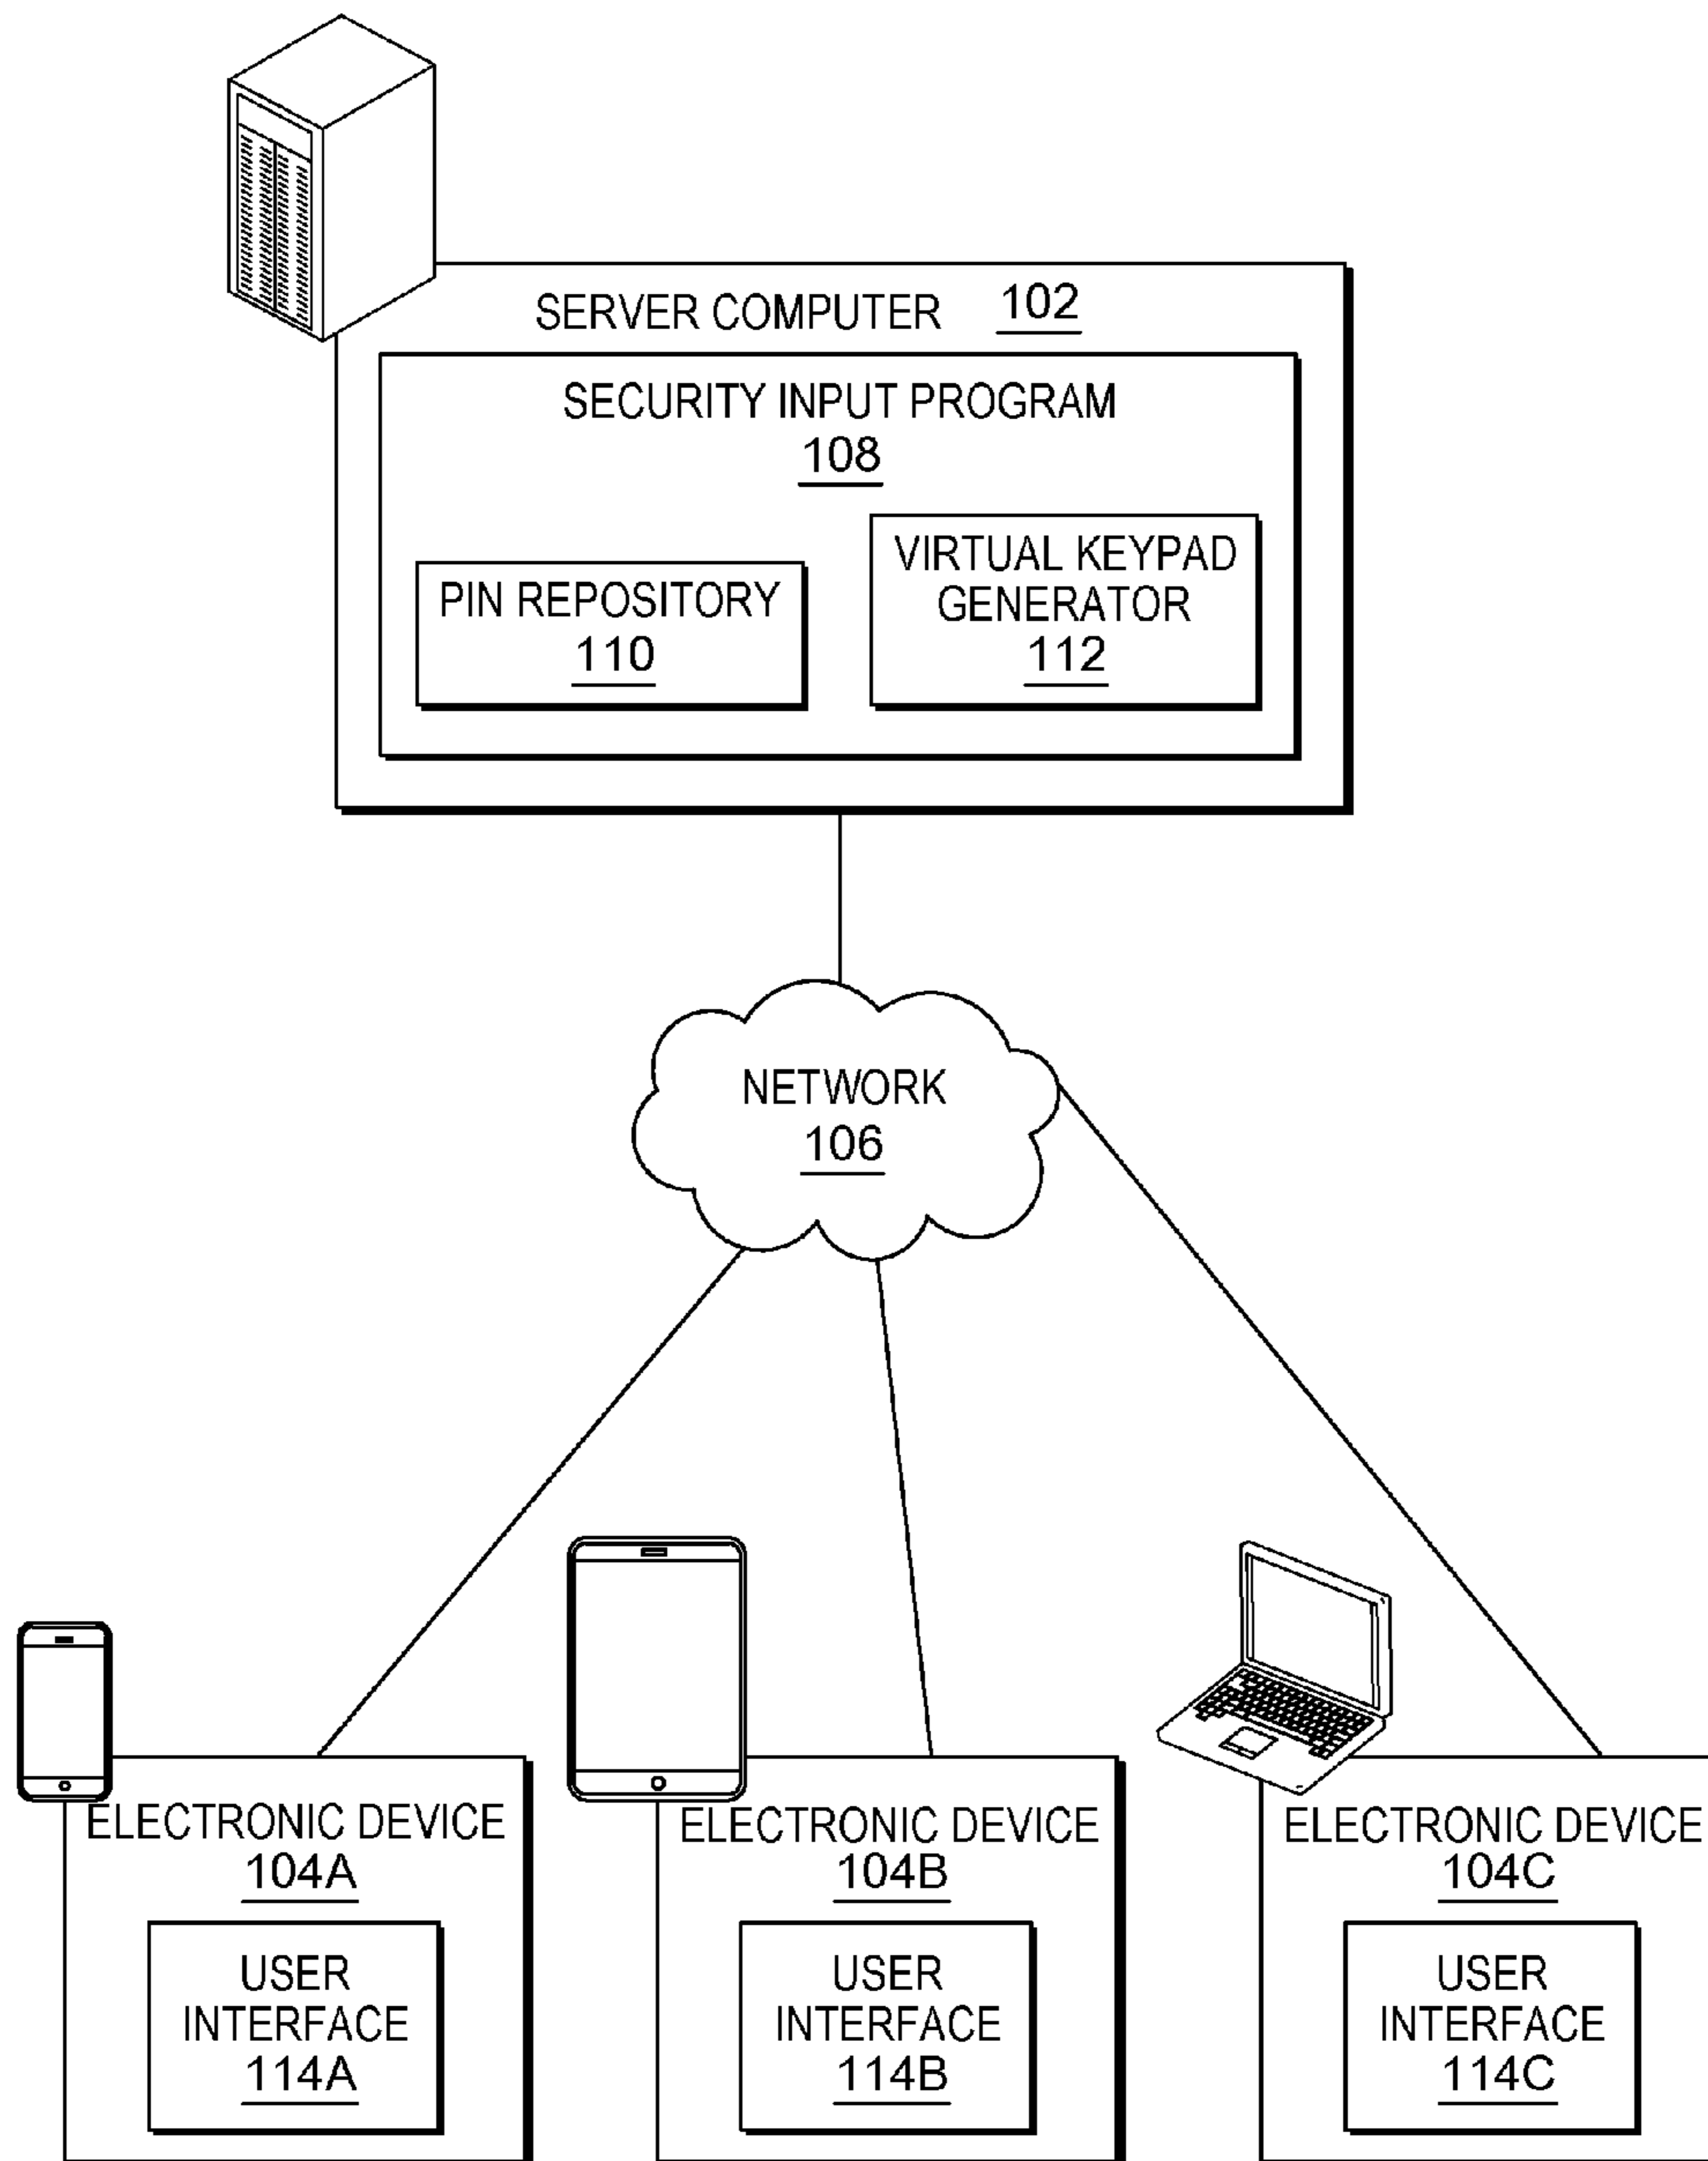 SERVER COMPUTER 102
SECURITY INPUT PROGRAM
108
PIN REPOSITORY
110
VIRTUAL KEYPAD
GENERATOR
112
NETWORK
106
ELECTRONIC DEVICE
104A
USER
INTERFACE
114A
ELECTRONIC DEVICE
104B
USER
INTERFACE
114B
ELECTRONIC DEVICE
104C
USER
INTERFACE
114C